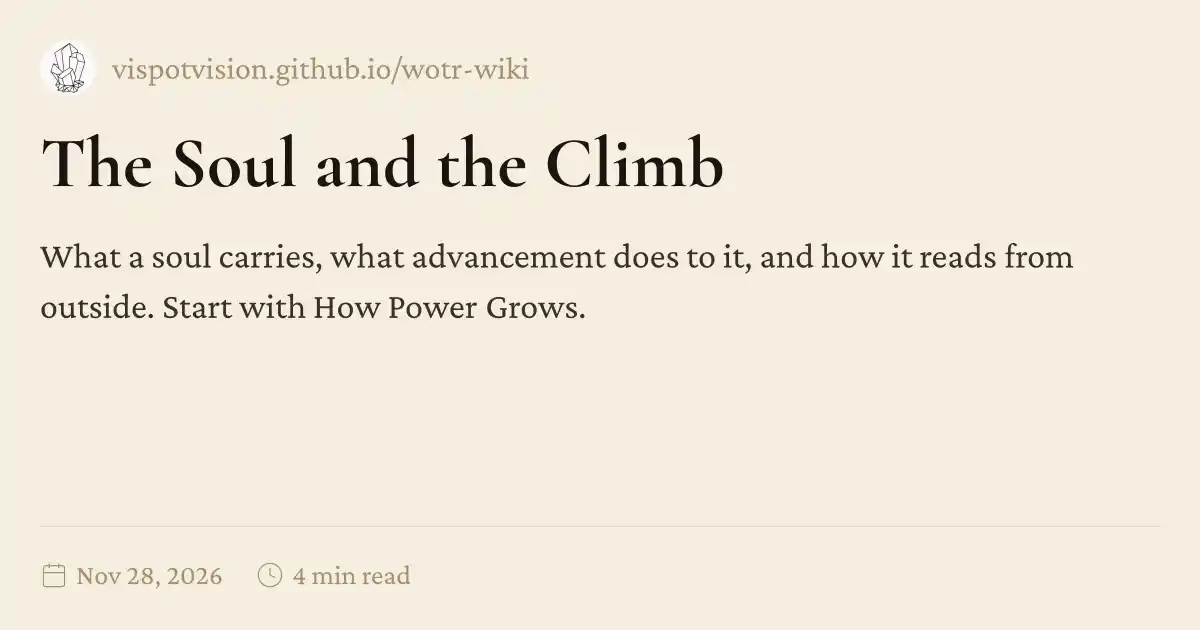 vispotvision.github.io/wotr-wiki
The Soul and the Climb
What a soul carries, what advancement does to it, and how it reads from
outside. Start with How Power Grows.
Nov 28, 2026
4 min read